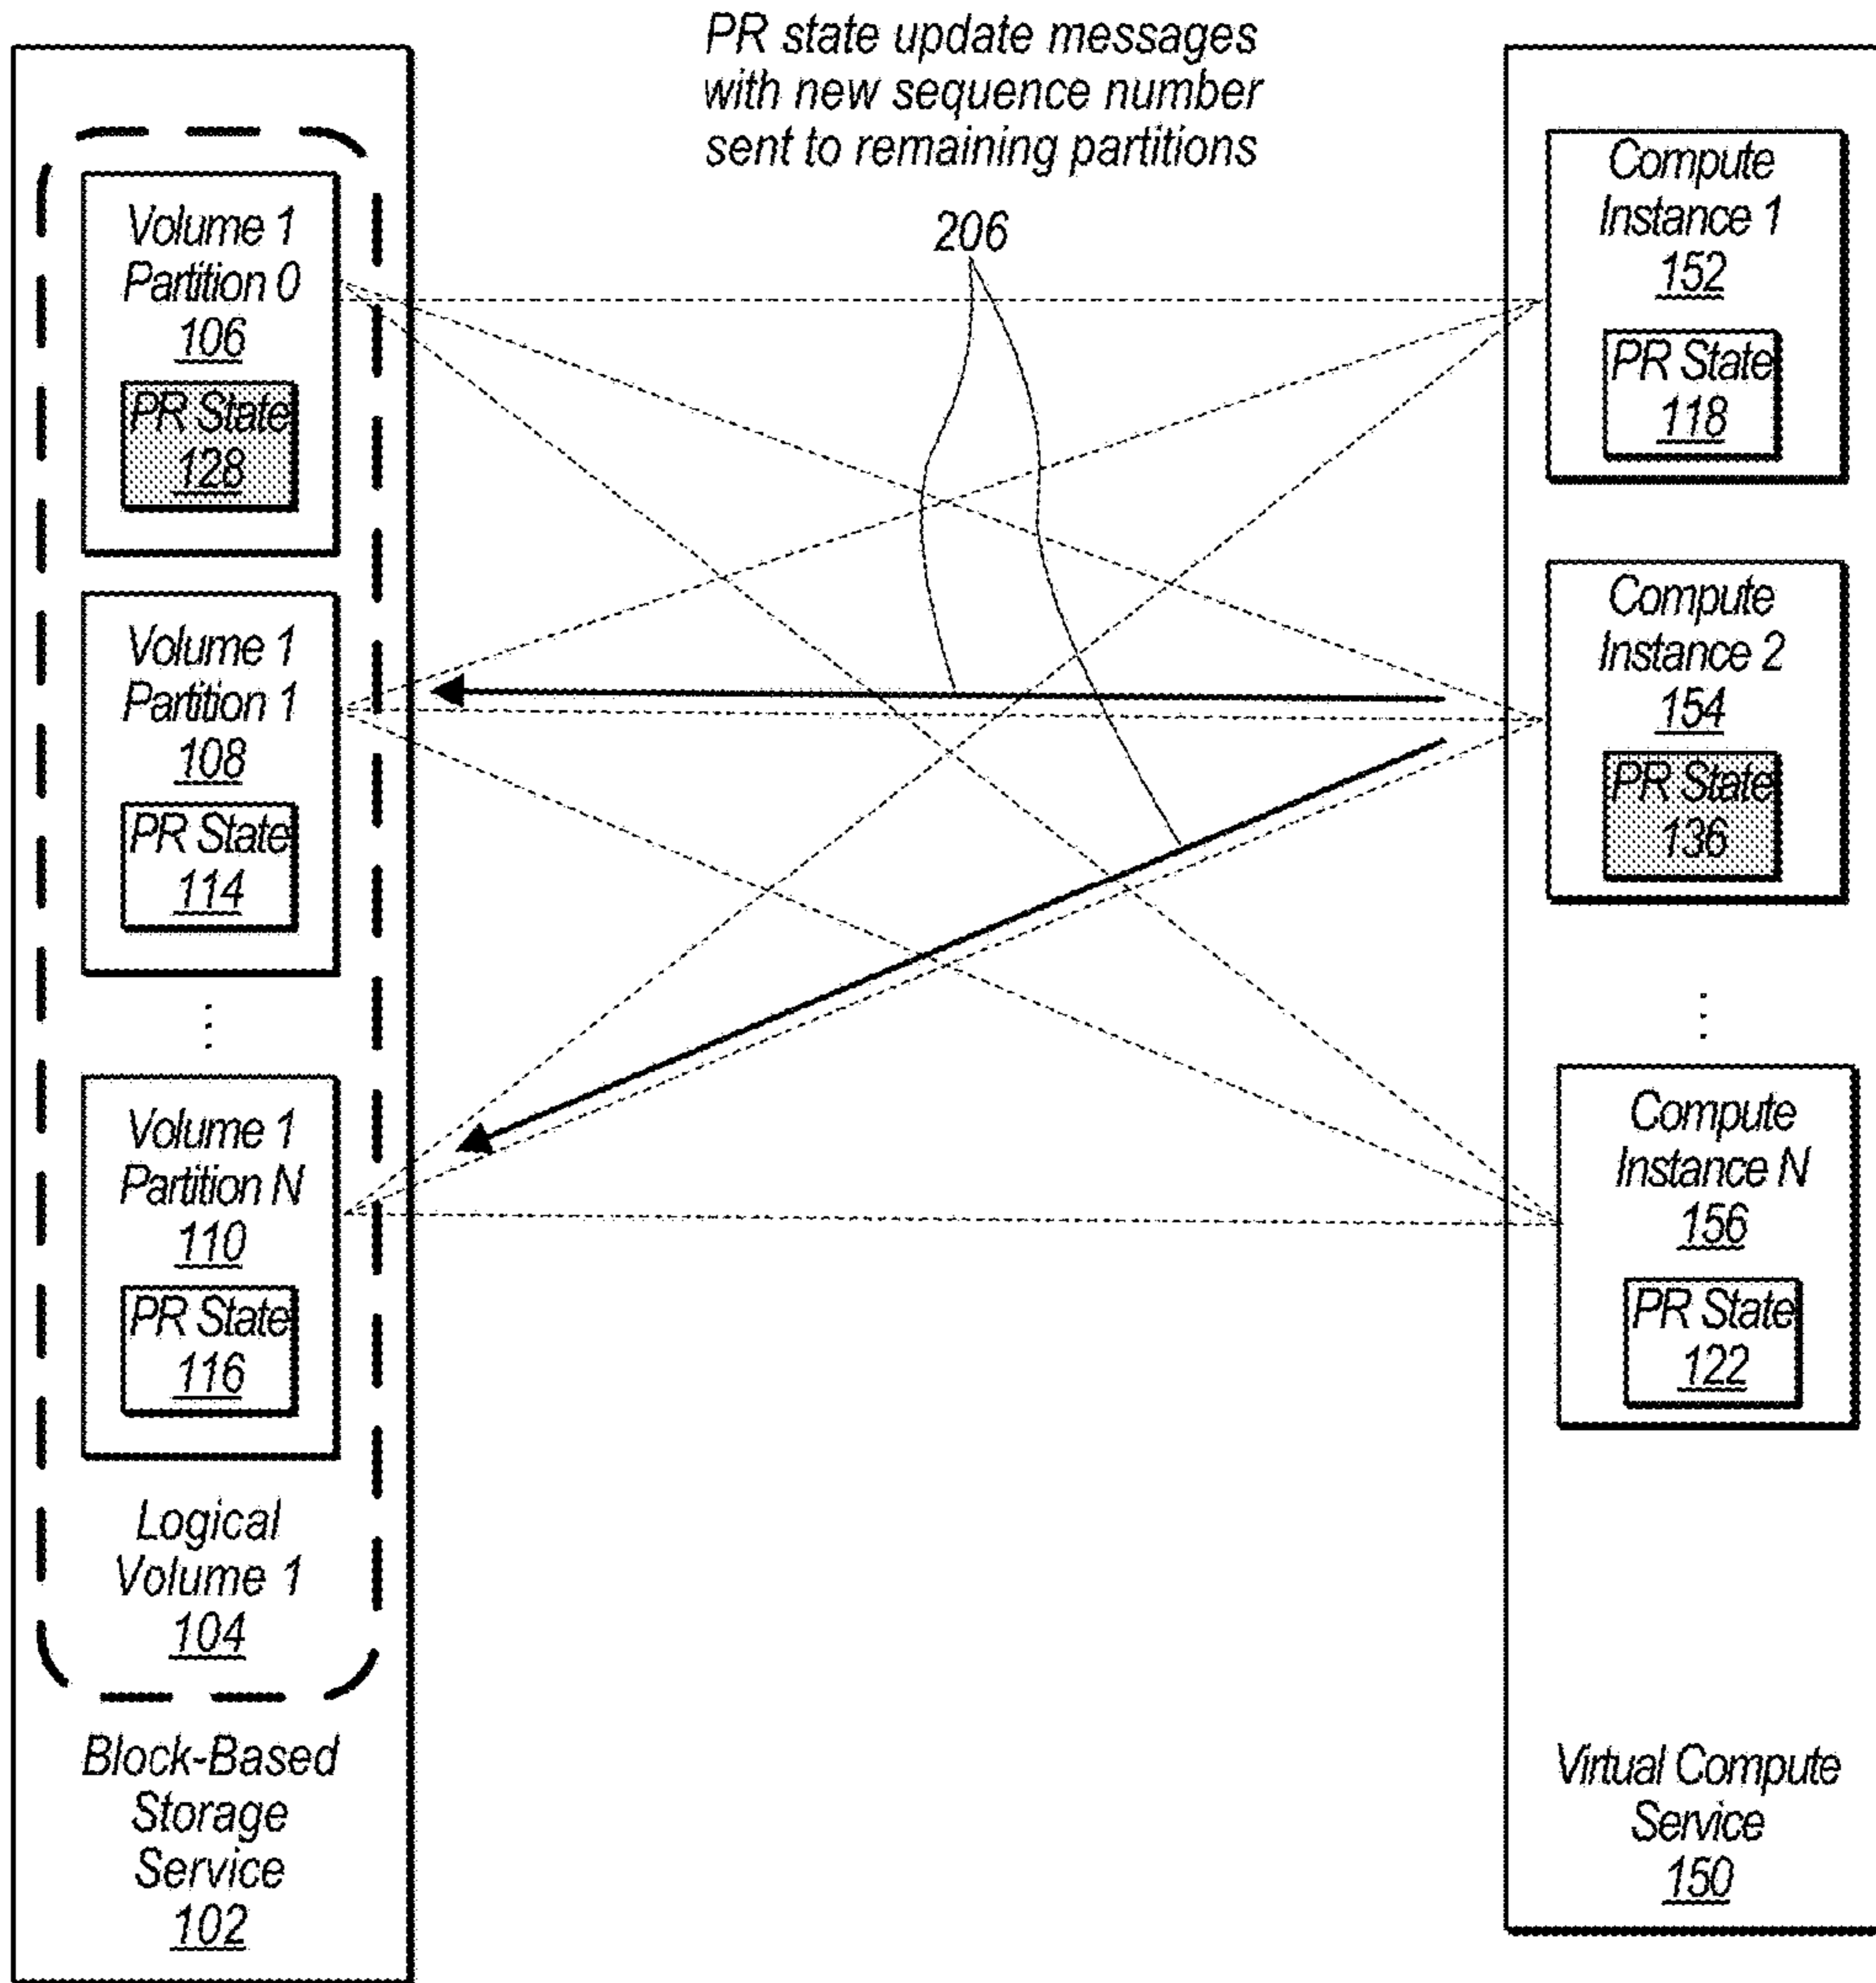 PR state update messages
with new sequence number
sent to remaining partitions
206
Volume 1
Partition 0
106
PR State
128
Volume 1
Partition 1
108
PR State
114
⋮
Volume 1
Partition N
110
PR State
116
Logical
Volume 1
104
Block-Based
Storage
Service
102
Compute
Instance 1
152
PR State
118
Compute
Instance 2
154
PR State
136
⋮
Compute
Instance N
156
PR State
122
Virtual Compute
Service
150